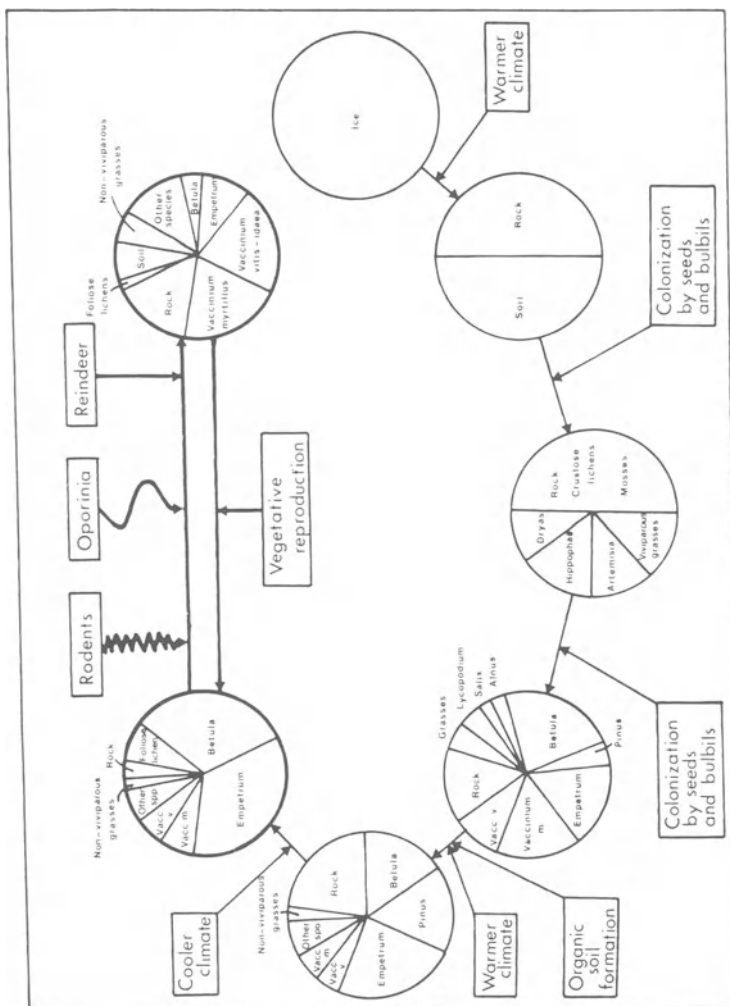 Ice
Warmer
climate
Rock
Soil
Colonization
by seeds
and bulbils
Rock
Crustose
lichens
Mosses
Dryas
Hippophae
Artemisia
Viviparous
grasses
Colonization
by seeds
and bulbils
Grasses
Lycopodium
Salix
Alnus
Rock
Betula
Vacc v
Vaccinium
m
Empetrum
Pinus
Warmer
climate
Organic
soil
formation
Non-viviparous
grasses
Rock
Other
spp
Vacc
m
Vacc
v
Betula
Pinus
Empetrum
Cooler
climate
Non-viviparous
grasses
Rock
Foliose
lichen
Other
spp
Vacc v
Vacc m
Betula
Empetrum
Rodents
Oporinia
Reindeer
Vegetative
reproduction
Foliose
lichens
Non-viviparous
grasses
Soil
Other
species
Rock
Betula
Empetrum
Vaccinium
myrtillus
Vaccinium
vitis-idaea